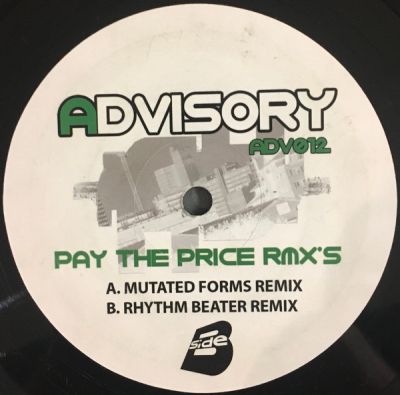 ADVISORY
ADV012
PAY THE PRICE RMX'S
A. MUTATED FORMS REMIX
B. RHYTHM BEATER REMIX
B side